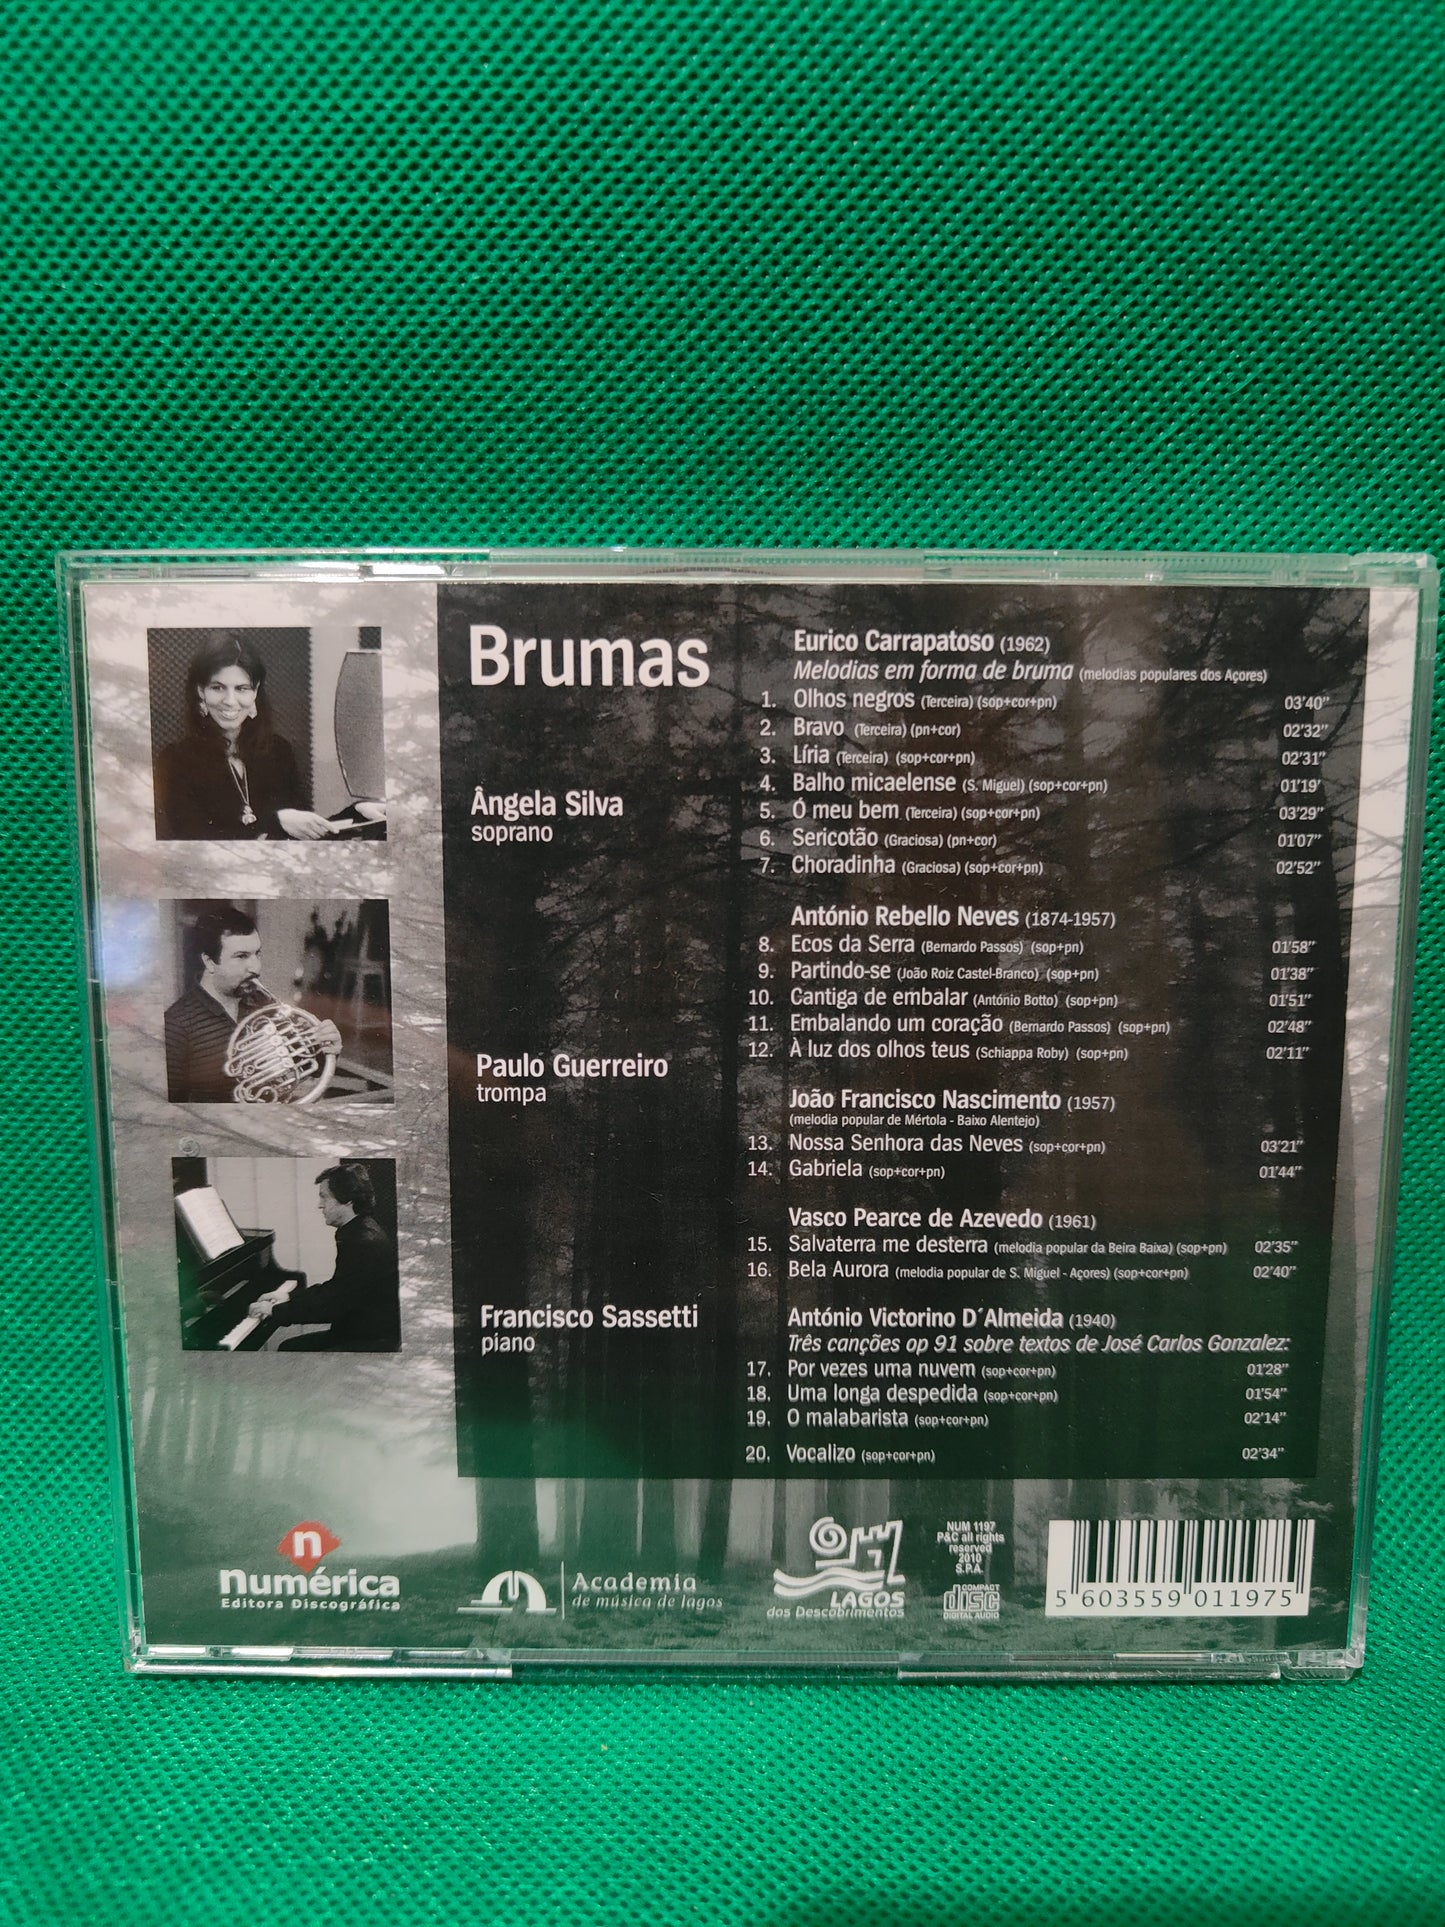 Brumas
Ângela Silva
soprano
Paulo Guerreiro
trompa
Francisco Sassetti
piano
Eurico Carrapatoso (1962)
Melodias em forma de bruma (melodias populares dos Açores)
1. Olhos negros (Terceira) (sop+cor+pn) 03'40"
2. Bravo (Terceira) (pn+cor) 02'32"
3. Líria (Terceira) (sop+cor+pn) 02'31"
4. Balho micaelense (S. Miguel) (sop+cor+pn) 01'19'
5. Ó meu bem (Terceira) (sop+cor+pn) 03'29"
6. Sericotão (Graciosa) (pn+cor) 01'07"
7. Choradinha (Graciosa) (sop+cor+pn) 02'52"
António Rebello Neves (1874-1957)
8. Ecos da Serra (Bernardo Passos) (sop+pn) 01'58"
9. Partindo-se (João Roiz Castel-Branco) (sop+pn) 01'38"
10. Cantiga de embalar (António Botto) (sop+pn) 01'51"
11. Embalando um coração (Bernardo Passos) (sop+pn) 02'48"
12. À luz dos olhos teus (Schiappa Roby) (sop+pn) 02'11"
João Francisco Nascimento (1957)
(melodia popular de Mértola - Baixo Alentejo)
13. Nossa Senhora das Neves (sop+cor+pn) 03'21"
14. Gabriela (sop+cor+pn) 01'44"
Vasco Pearce de Azevedo (1961)
15. Salvaterra me desterra (melodia popular da Beira Baixa) (sop+pn) 02'35"
16. Bela Aurora (melodia popular de S. Miguel - Açores) (sop+cor+pn) 02'40"
António Victorino D´Almeida (1940)
Três canções op 91 sobre textos de José Carlos Gonzalez:
17. Por vezes uma nuvem (sop+cor+pn) 01'28"
18. Uma longa despedida (sop+cor+pn) 01'54"
19. O malabarista (sop+cor+pn) 02'14"
20. Vocalizo (sop+cor+pn) 02'34"
n
numérica
Editora Discográfica
Academia
de música de lagos
LAGOS
dos Descobrimentos
NUM 1197
P&C all rights
reserved
2010
S.P.A.
COMPACT
disc
DIGITAL AUDIO
5 603559 011975